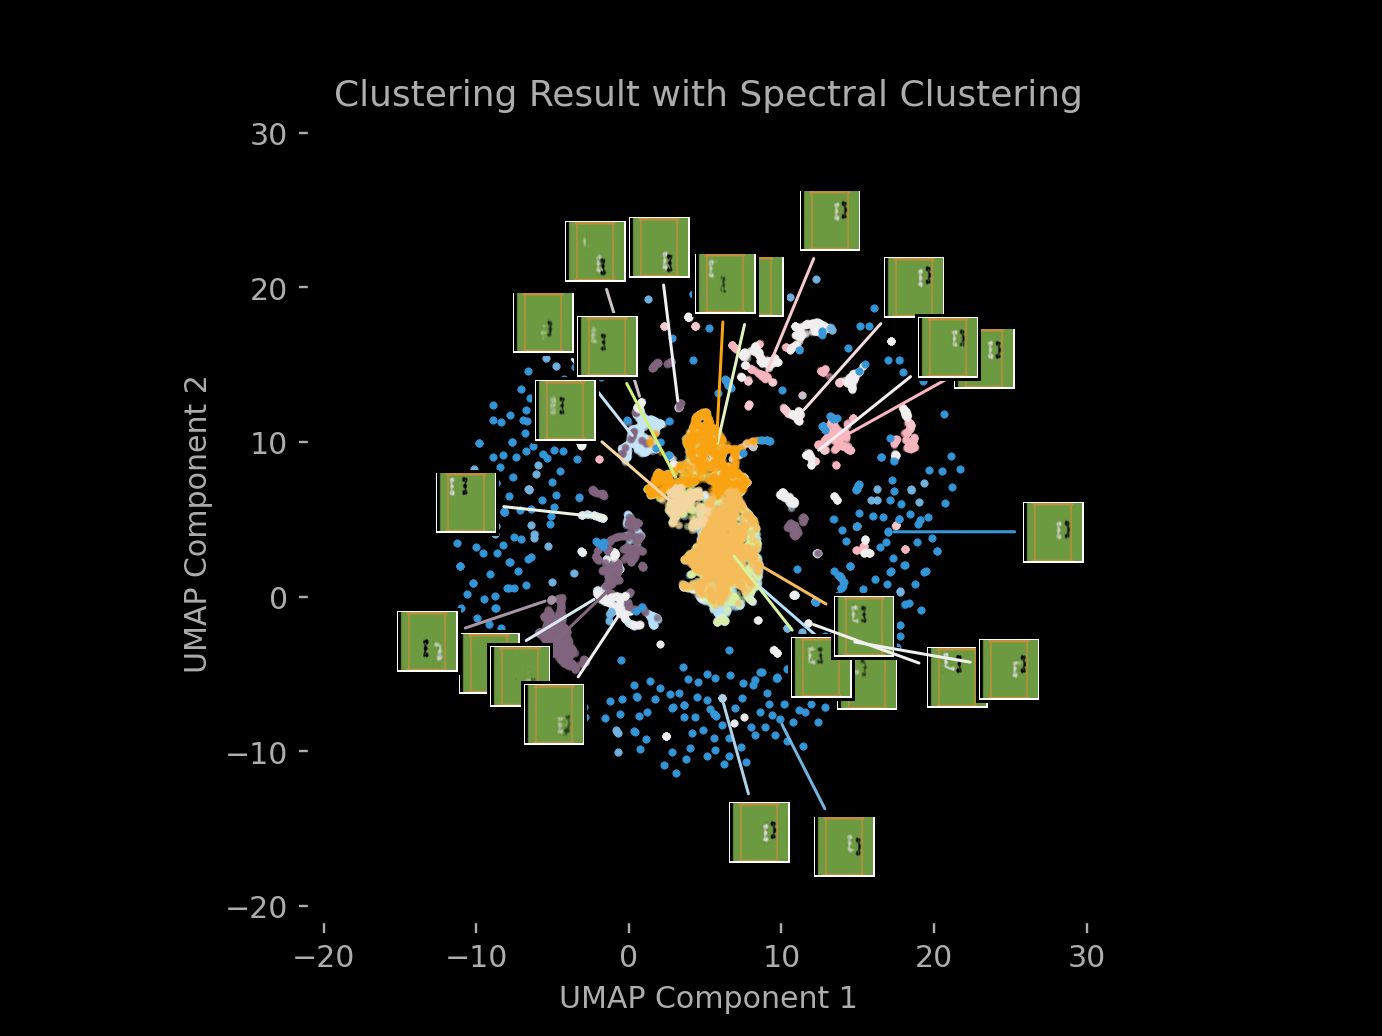 Clustering Result with Spectral Clustering
30
20
10
0
−10
−20
UMAP Component 2
−20 −10 0 10 20 30
UMAP Component 1